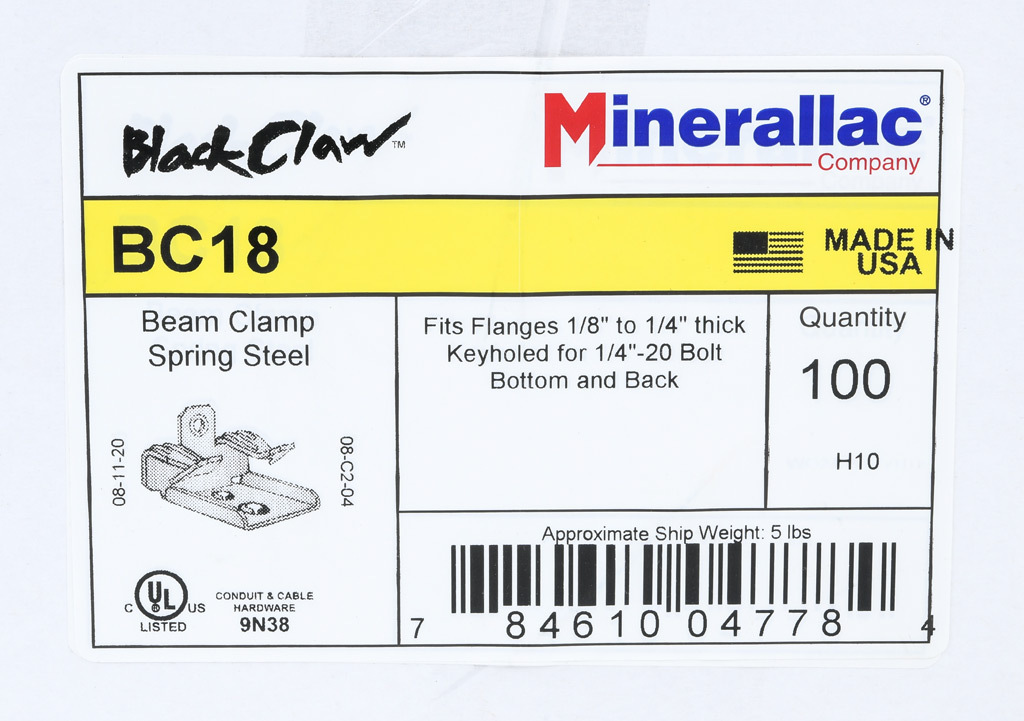 Black Claw™
Minerallac®
Company
BC18
MADE IN
USA
Beam Clamp
Spring Steel
08-11-20
08-C2-04
C UL ® US
LISTED
CONDUIT & CABLE
HARDWARE
9N38
Fits Flanges 1/8" to 1/4" thick
Keyholed for 1/4"-20 Bolt
Bottom and Back
Quantity
100
H10
Approximate Ship Weight: 5 lbs
7 84610 04778 4